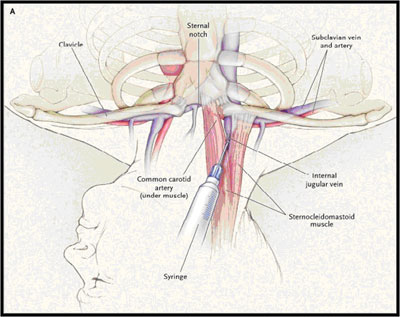 A
Sternal
notch
Clavicle
Subclavian vein
and artery
Common carotid
artery
(under muscle)
Internal
jugular vein
Sternocleidomastoid
muscle
Syringe